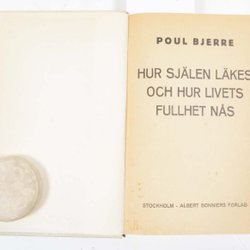 POUL BJERRE
HUR SJÄLEN LÄKES
OCH HUR LIVETS
FULLHET NÅS
STOCKHOLM - ALBERT BONNIERS FÖRLAG